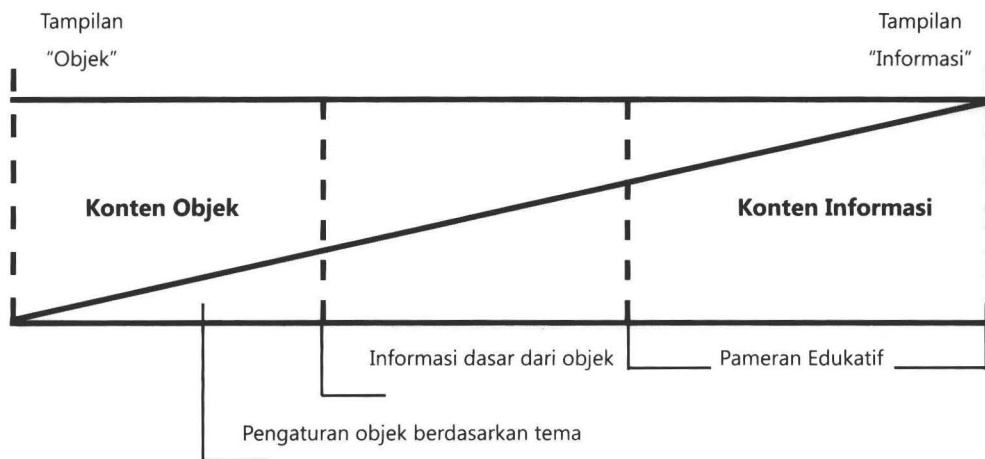 Tampilan
“Objek”
Tampilan
“Informasi”
Konten Objek
Konten Informasi
Informasi dasar dari objek
Pameran Edukatif
Pengaturan objek berdasarkan tema